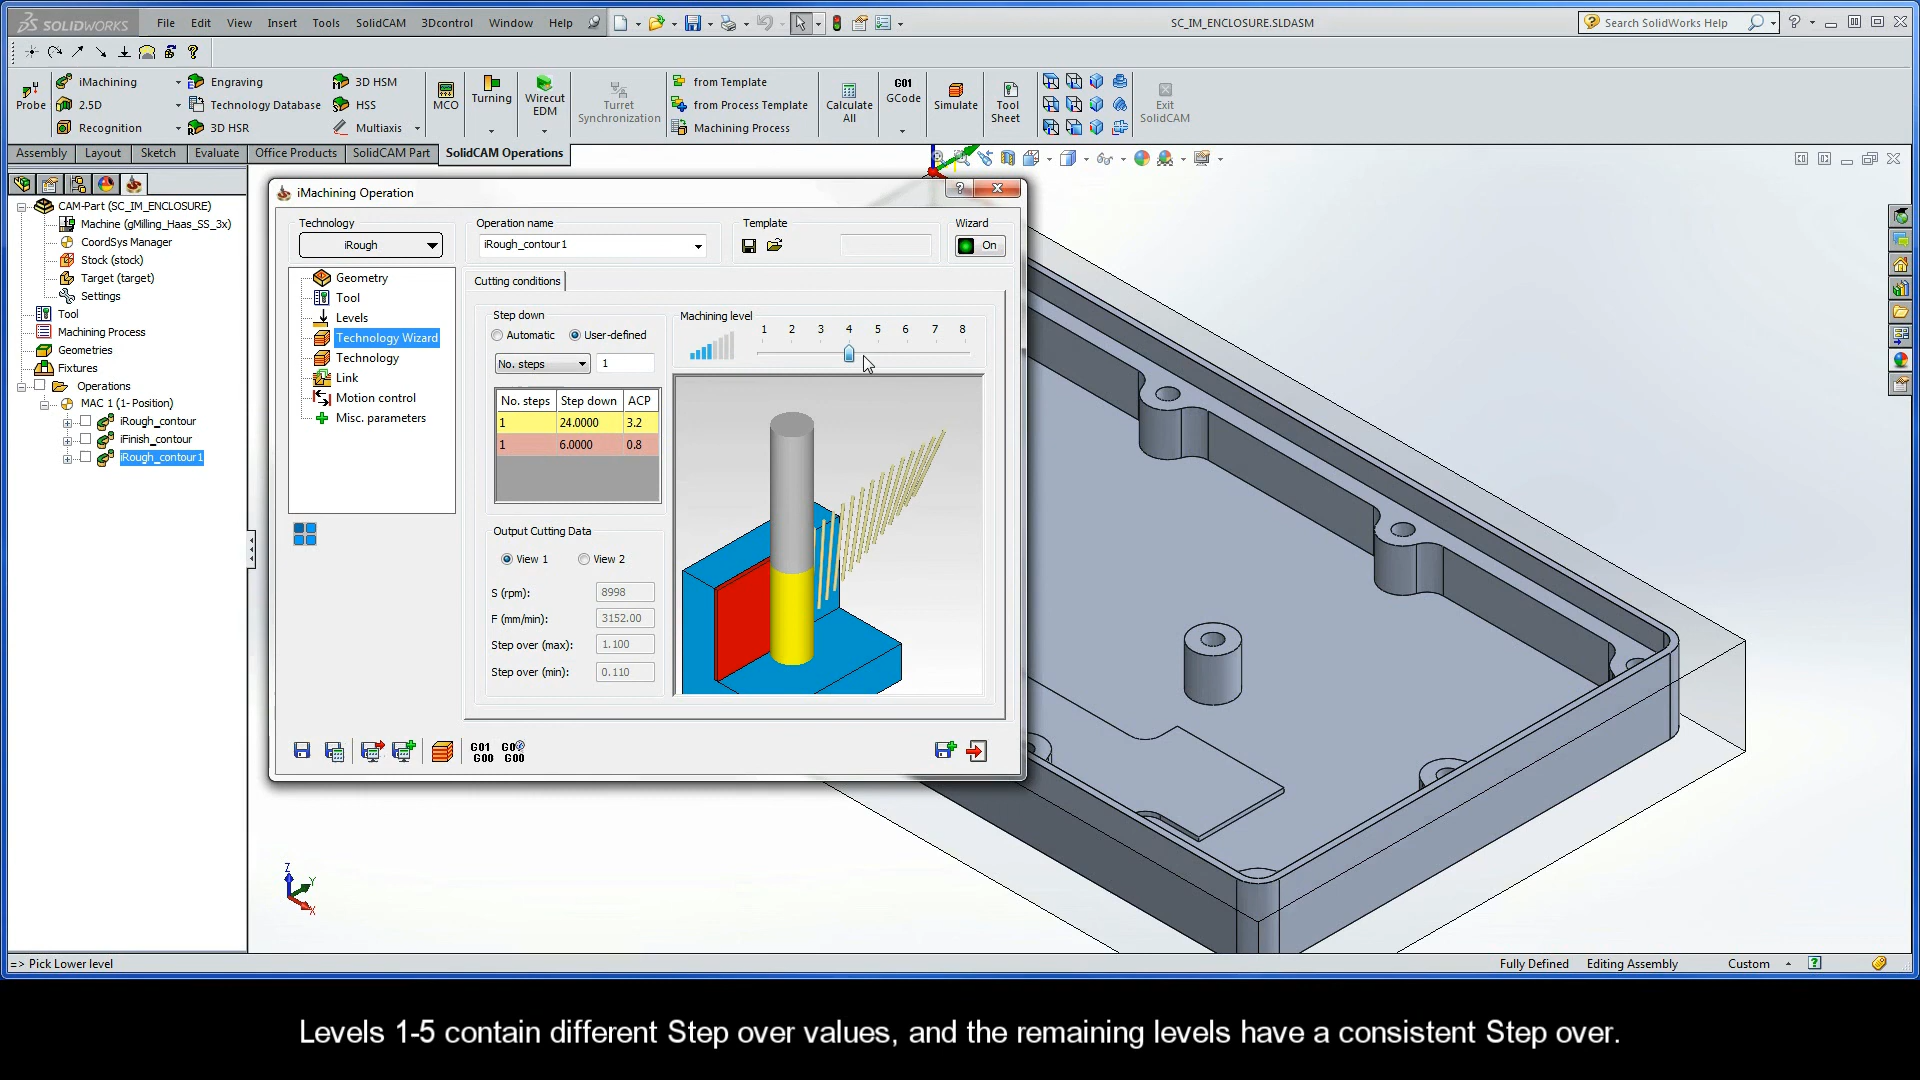 SOLIDWORKS
File Edit View Insert Tools SolidCAM 3Dcontrol Window Help
SC_IM_ENCLOSURE.SLDASM
Search SolidWorks Help
Probe
iMachining
2.5D
Recognition
Engraving
Technology Database
3D HSR
3D HSM
HSS
Multiaxis
MCO
Turning
Wirecut
EDM
Turret
Synchronization
from Template
from Process Template
Machining Process
Calculate
All
G01
GCode
Simulate
Tool
Sheet
Exit
SolidCAM
Assembly Layout Sketch Evaluate Office Products SolidCAM Part SolidCAM Operations
CAM-Part (SC_IM_ENCLOSURE)
Machine (gMilling_Haas_SS_3x)
CoordSys Manager
Stock (stock)
Target (target)
Settings
Tool
Machining Process
Geometries
Fixtures
Operations
MAC 1 (1- Position)
iRough_contour
iFinish_contour
iRough_contour1
iMachining Operation
Technology
iRough
Operation name
iRough_contour1
Template
Wizard
On
Geometry
Tool
Levels
Technology Wizard
Technology
Link
Motion control
Misc. parameters
Cutting conditions
Step down
Automatic User-defined
No. steps 1
No. steps Step down ACP
1 24.0000 3.2
1 6.0000 0.8
Machining level
1 2 3 4 5 6 7 8
Output Cutting Data
View 1 View 2
S (rpm): 8998
F (mm/min): 3152.00
Step over (max): 1.100
Step over (min): 0.110
G01 G0
G00 G00
Z
Y
X
=> Pick Lower level
Fully Defined Editing Assembly Custom
Levels 1-5 contain different Step over values, and the remaining levels have a consistent Step over.